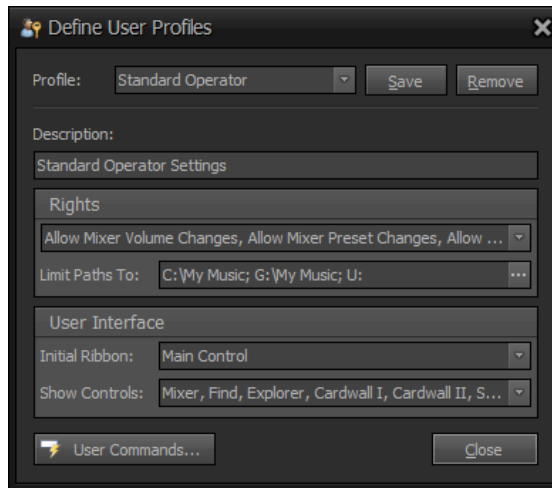 Define User Profiles
Profile: Standard Operator Save Remove
Description:
Standard Operator Settings
Rights
Allow Mixer Volume Changes, Allow Mixer Preset Changes, Allow ...
Limit Paths To: C:\My Music; G:\My Music; U: ...
User Interface
Initial Ribbon: Main Control
Show Controls: Mixer, Find, Explorer, Cardwall I, Cardwall II, S...
User Commands... Close